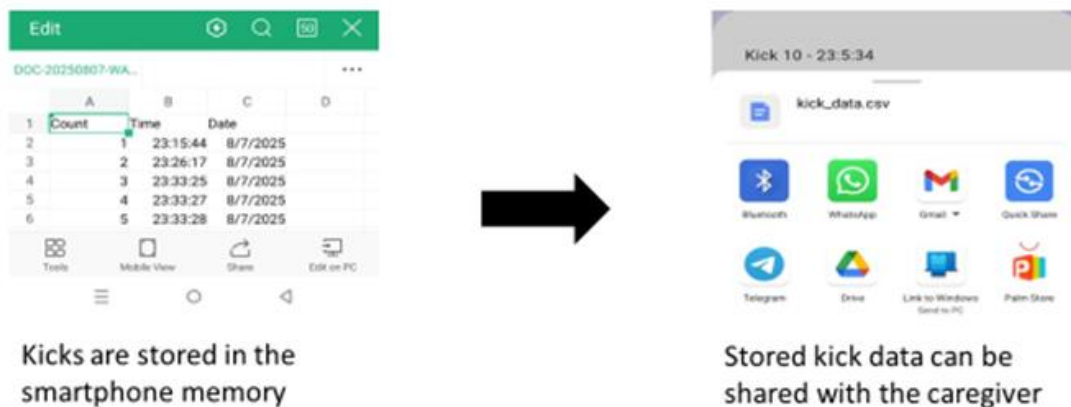 Edit
50
DOC-20250807-WA...
A B C D
1 Count Time Date
2 1 23:15:44 8/7/2025
3 2 23:26:17 8/7/2025
4 3 23:33:25 8/7/2025
5 4 23:33:27 8/7/2025
6 5 23:33:28 8/7/2025
Tools Mobile View Share Edit on PC
Kicks are stored in the
smartphone memory
Kick 10 - 23:5:34
kick_data.csv
Bluetooth WhatsApp Gmail Quick Share
Telegram Drive Link to Windows Palm Store
Send to PC
Stored kick data can be
shared with the caregiver